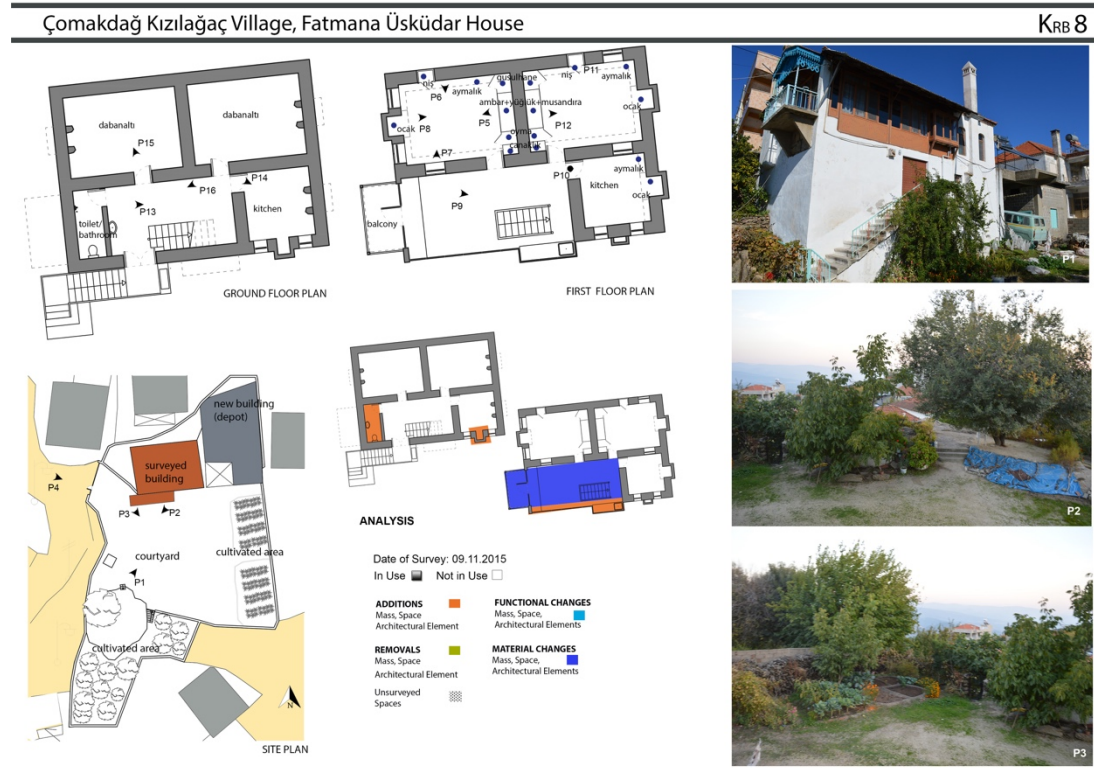 Çomakdağ Kızılağaç Village, Fatmana Üsküdar House
KRB 8
dabanaltı
dabanaltı
P15
P16
P14
P13
kitchen
toilet/
bathroom
GROUND FLOOR PLAN
niş
P6
aymalık
gusulhane
niş
P11
aymalık
ocak
P8
P5
ambar+yüğlük+musandıra
P12
ocak
oyma
çanaklık
P7
P10
aymalık
kitchen
ocak
P9
balcony
FIRST FLOOR PLAN
P1
P2
P3
new building
(depot)
surveyed
building
P4
P3
P2
courtyard
cultivated area
P1
cultivated area
N
SITE PLAN
ANALYSIS
Date of Survey: 09.11.2015
In Use
Not in Use
ADDITIONS
Mass, Space
Architectural Element
FUNCTIONAL CHANGES
Mass, Space,
Architectural Elements
REMOVALS
Mass, Space
Architectural Element
MATERIAL CHANGES
Mass, Space,
Architectural Elements
Unsurveyed
Spaces